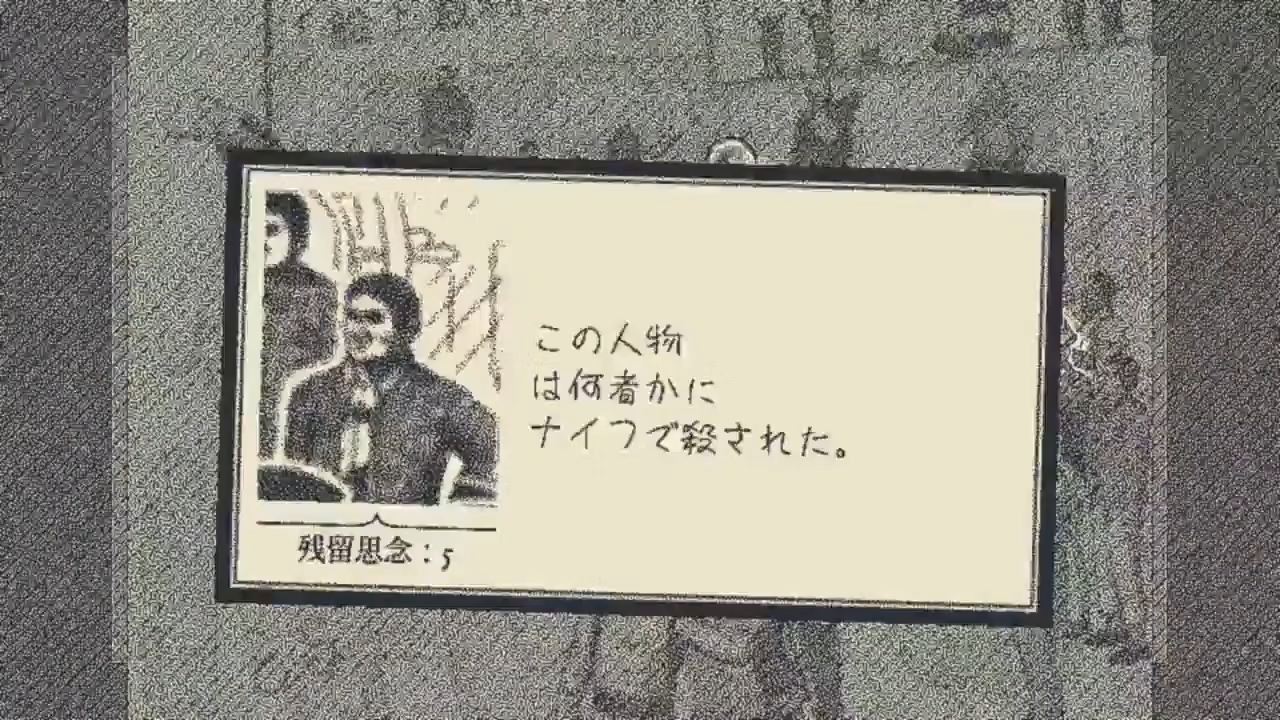 この人物
は何者かに
ナイフで殺された。
残留思念：5